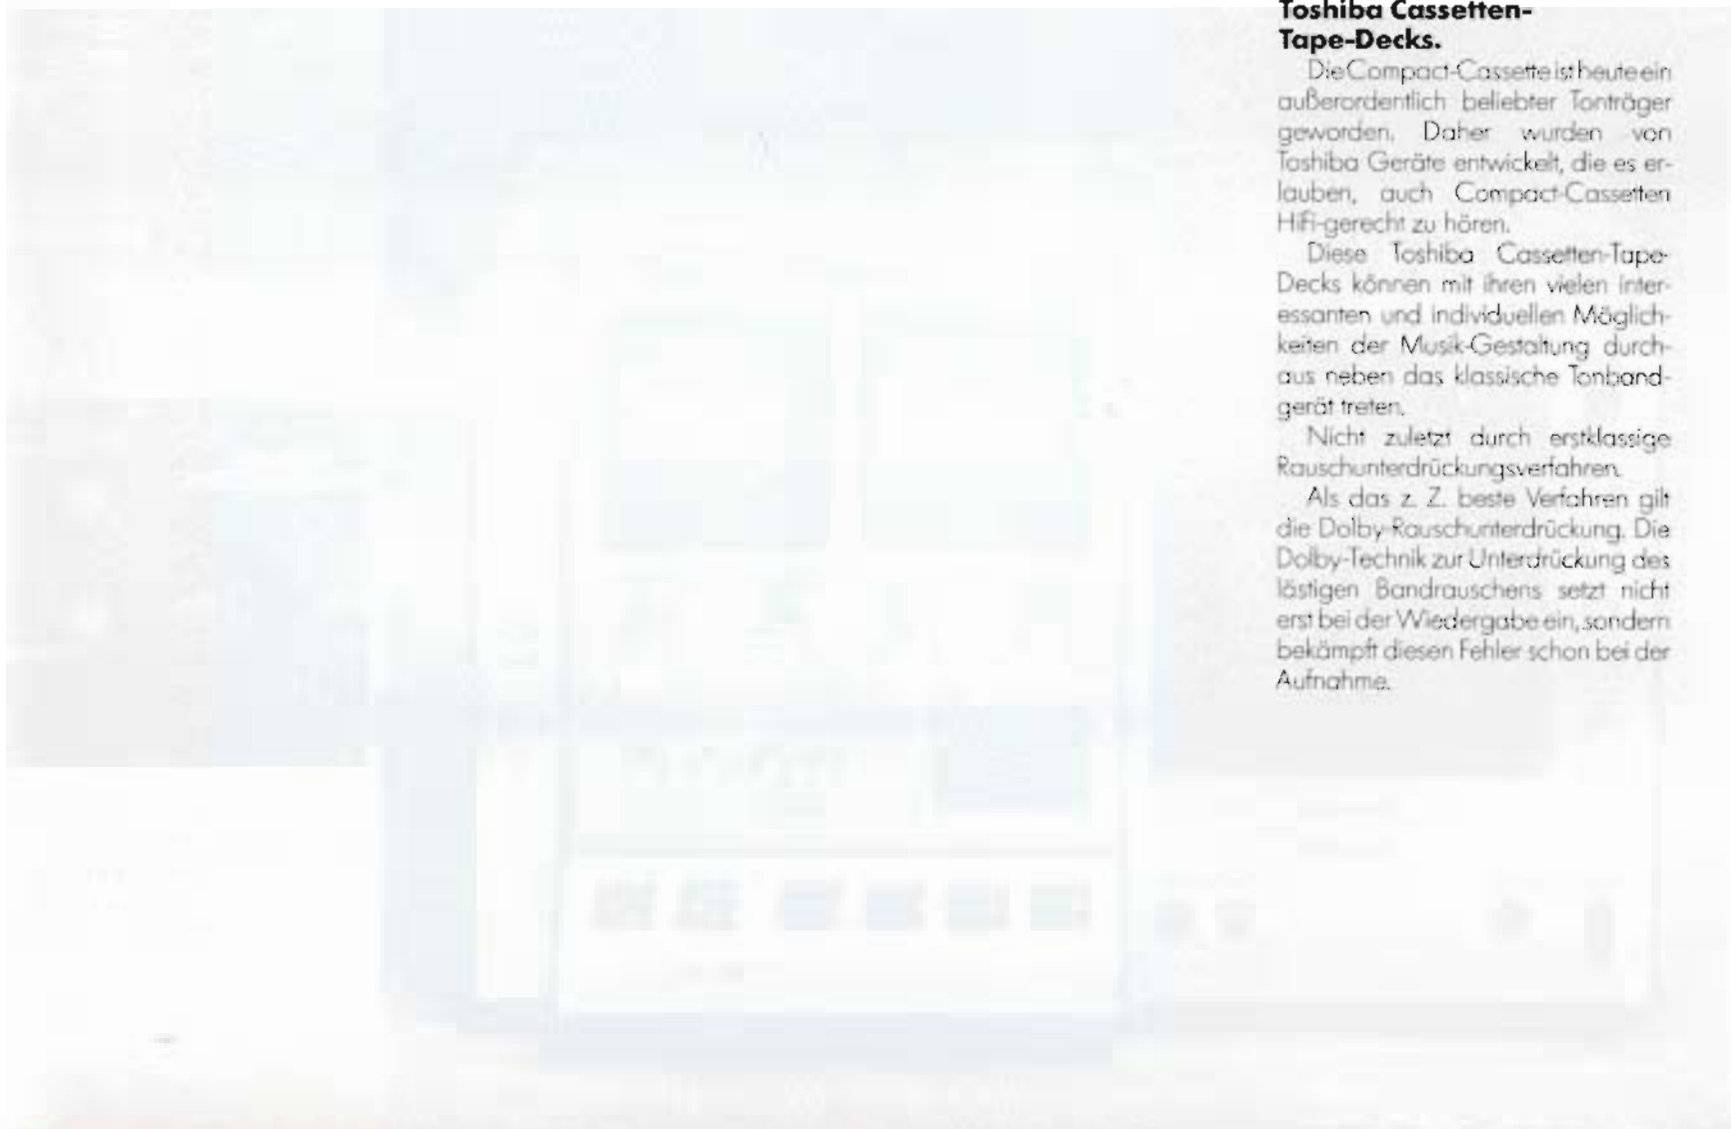 Toshiba Cassetten-
Tape-Decks.
Die Compact-Cassette ist heute ein
außerordentlich beliebter Tonträger
geworden. Daher wurden von
Toshiba Geräte entwickelt, die es er-
lauben, auch Compact-Cassetten
HiFi-gerecht zu hören.
Diese Toshiba Cassetten-Tape-
Decks können mit ihren vielen inter-
essanten und individuellen Möglich-
keiten der Musik-Gestaltung durch-
aus neben das klassische Tonband-
gerät treten.
Nicht zuletzt durch erstklassige
Rauschunterdrückungsverfahren.
Als das z. Z. beste Verfahren gilt
die Dolby-Rauschunterdrückung. Die
Dolby-Technik zur Unterdrückung des
lästigen Bandrauschens setzt nicht
erst bei der Wiedergabe ein, sondern
bekämpft diesen Fehler schon bei der
Aufnahme.